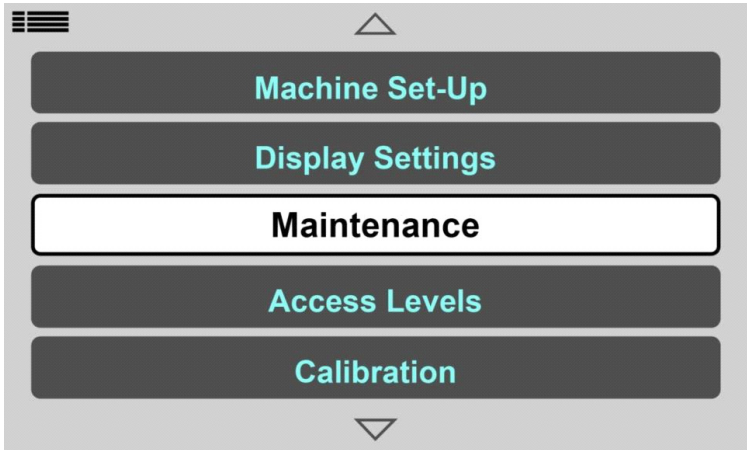 Machine Set-Up
Display Settings
Maintenance
Access Levels
Calibration